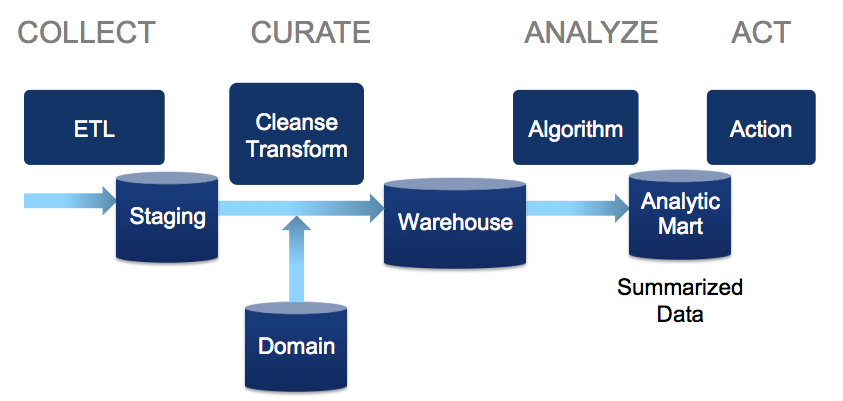 COLLECT
CURATE
ANALYZE
ACT
ETL
Cleanse
Transform
Algorithm
Action
Staging
Warehouse
Analytic
Mart
Domain
Summarized
Data